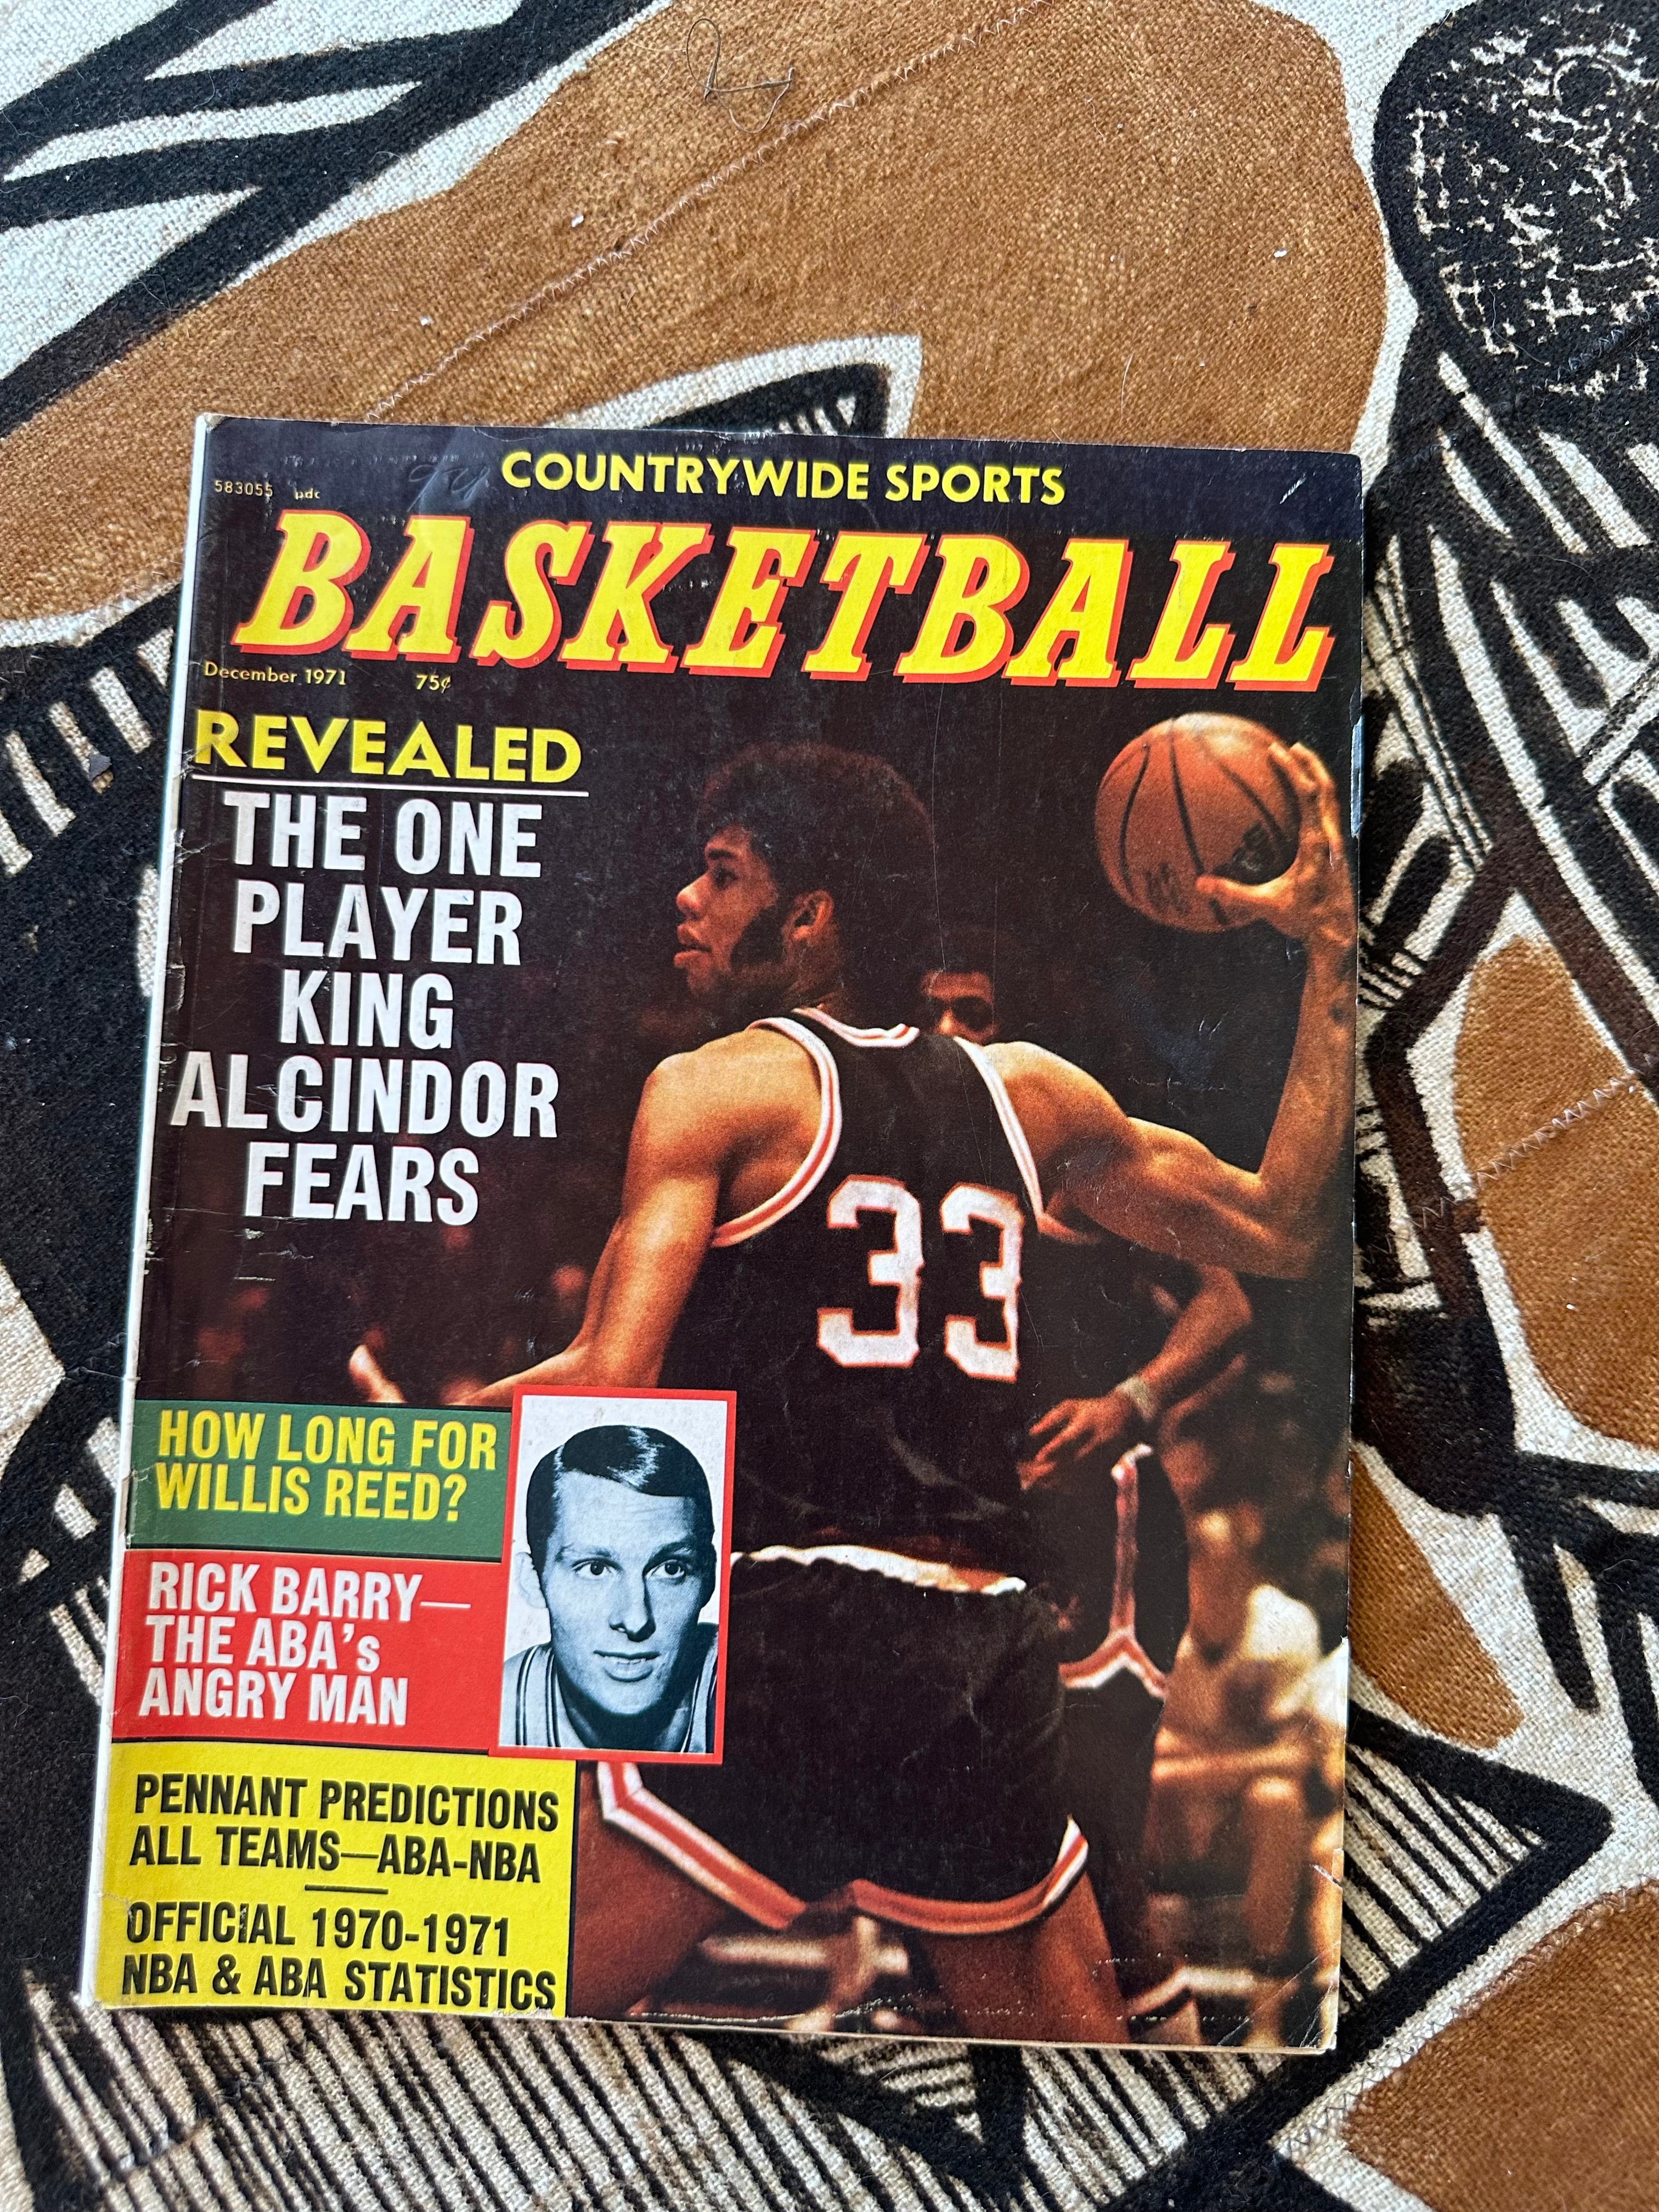 COUNTRYWIDE SPORTS
583055 pdc
BASKETBALL
December 1971 75¢
REVEALED
THE ONE
PLAYER
KING
ALCINDOR
FEARS
33
HOW LONG FOR
WILLIS REED?
RICK BARRY—
THE ABA's
ANGRY MAN
PENNANT PREDICTIONS
ALL TEAMS—ABA-NBA
OFFICIAL 1970-1971
NBA & ABA STATISTICS